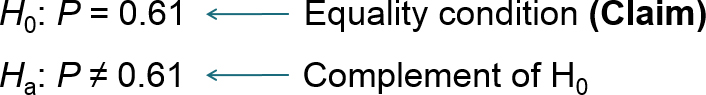 H₀: P = 0.61 ← Equality condition (Claim)
Hₐ: P ≠ 0.61 ← Complement of H₀